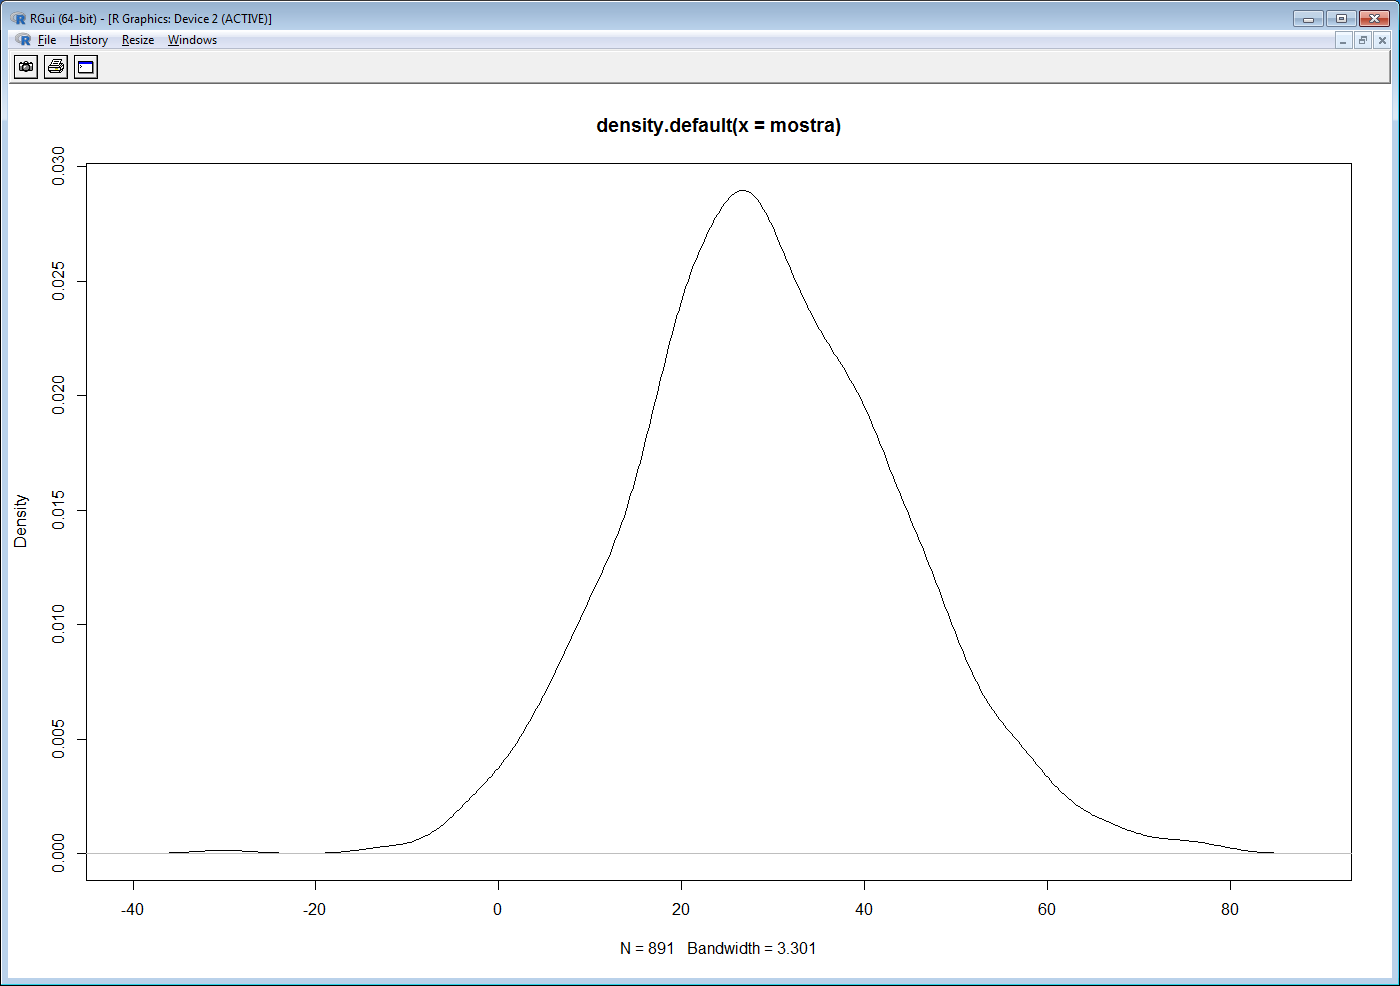 RGui (64-bit) - [R Graphics: Device 2 (ACTIVE)]
File History Resize Windows
density.default(x = mostra)
0.030
0.025
0.020
0.015
0.010
0.005
0.000
Density
-40 -20 0 20 40 60 80
N = 891 Bandwidth = 3.301